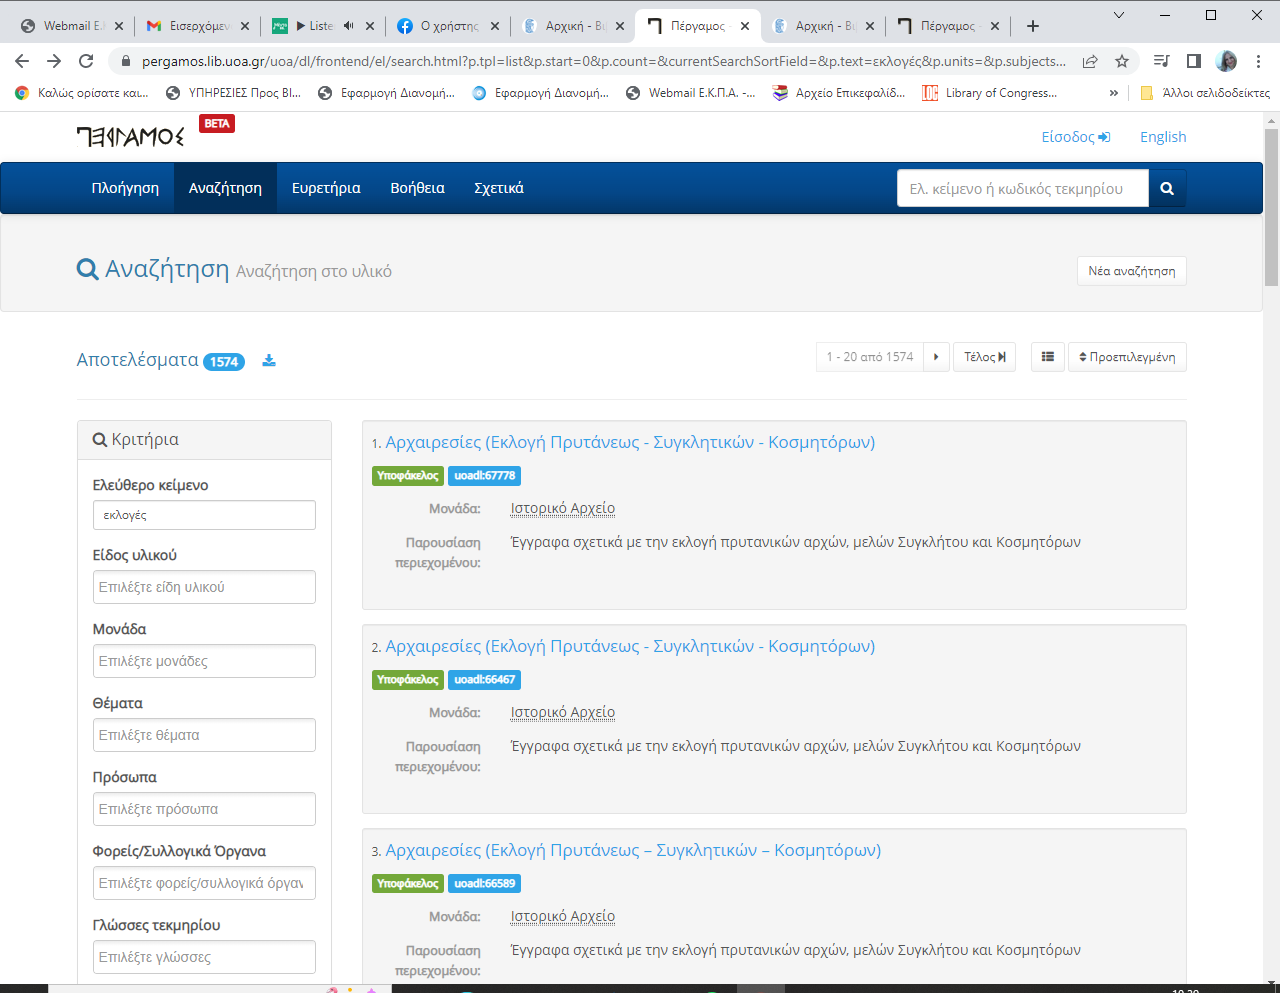 Webmail Ε.Κ
Εισερχόμεν
Liste
Ο χρήστης
Αρχική - Βι
Πέργαμος -
Αρχική - Βι
Πέργαμος -
pergamos.lib.uoa.gr/uoa/dl/frontend/el/search.html?p.tpl=list&p.start=0&p.count=&currentSearchSortField=&p.text=εκλογές&p.units=&p.subjects...
Καλώς ορίσατε και...
ΥΠΗΡΕΣΙΕΣ Προς ΒΙ...
Εφαρμογή Διανομή...
Εφαρμογή Διανομή...
Webmail Ε.Κ.Π.Α. -...
Αρχείο Επικεφαλίδ...
Library of Congress...
»
Άλλοι σελιδοδείκτες
ΠΕΡΓΑΜΟΣ BETA
Είσοδος English
Πλοήγηση Αναζήτηση Ευρετήρια Βοήθεια Σχετικά Ελ. κείμενο ή κωδικός τεκμηρίου
Αναζήτηση Αναζήτηση στο υλικό Νέα αναζήτηση
Αποτελέσματα 1574 1 - 20 από 1574 Τέλος Προεπιλεγμένη
Κριτήρια
Ελεύθερο κείμενο
εκλογές
Είδος υλικού
Επιλέξτε είδη υλικού
Μονάδα
Επιλέξτε μονάδες
Θέματα
Επιλέξτε θέματα
Πρόσωπα
Επιλέξτε πρόσωπα
Φορείς/Συλλογικά Όργανα
Επιλέξτε φορείς/συλλογικά όργαν
Γλώσσες τεκμηρίου
Επιλέξτε γλώσσες
1. Αρχαιρεσίες (Εκλογή Πρυτάνεως - Συγκλητικών - Κοσμητόρων)
Υποφάκελος uoadl:67778
Μονάδα: Ιστορικό Αρχείο
Παρουσίαση Έγγραφα σχετικά με την εκλογή πρυτανικών αρχών, μελών Συγκλήτου και Κοσμητόρων
περιεχομένου:
2. Αρχαιρεσίες (Εκλογή Πρυτάνεως - Συγκλητικών - Κοσμητόρων)
Υποφάκελος uoadl:66467
Μονάδα: Ιστορικό Αρχείο
Παρουσίαση Έγγραφα σχετικά με την εκλογή πρυτανικών αρχών, μελών Συγκλήτου και Κοσμητόρων
περιεχομένου:
3. Αρχαιρεσίες (Εκλογή Πρυτάνεως – Συγκλητικών – Κοσμητόρων)
Υποφάκελος uoadl:66589
Μονάδα: Ιστορικό Αρχείο
Παρουσίαση Έγγραφα σχετικά με την εκλογή πρυτανικών αρχών, μελών Συγκλήτου και Κοσμητόρων
περιεχομένου: